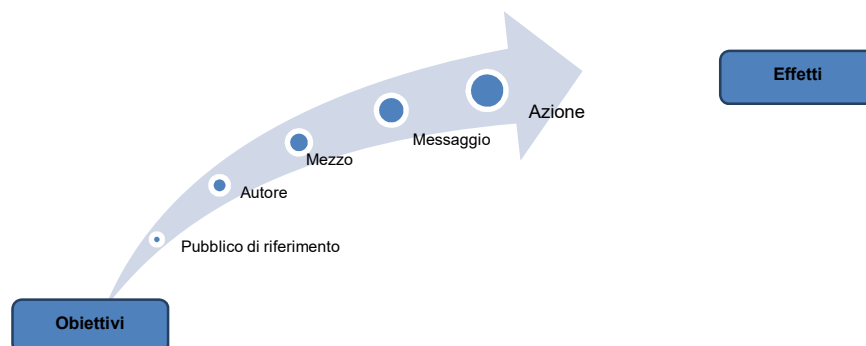 Effetti
Azione
Messaggio
Mezzo
Autore
Pubblico di riferimento
Obiettivi